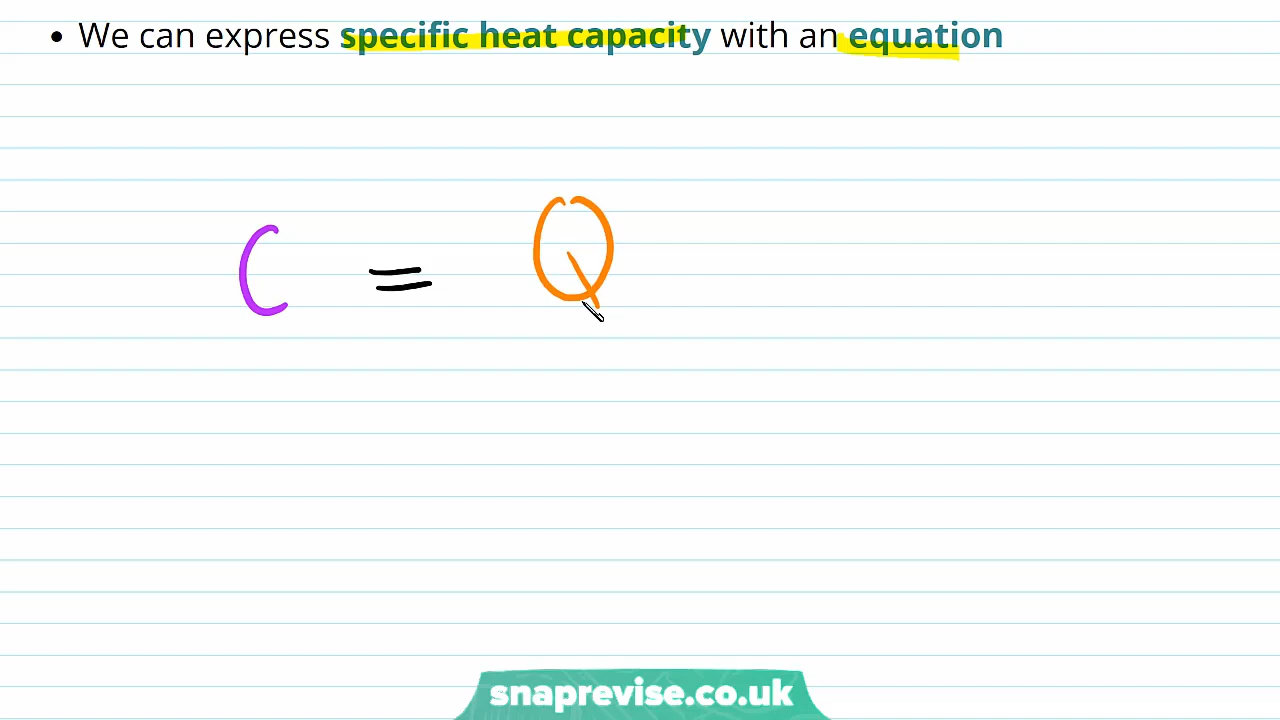 • We can express specific heat capacity with an equation
C = Q
snaprevise.co.uk